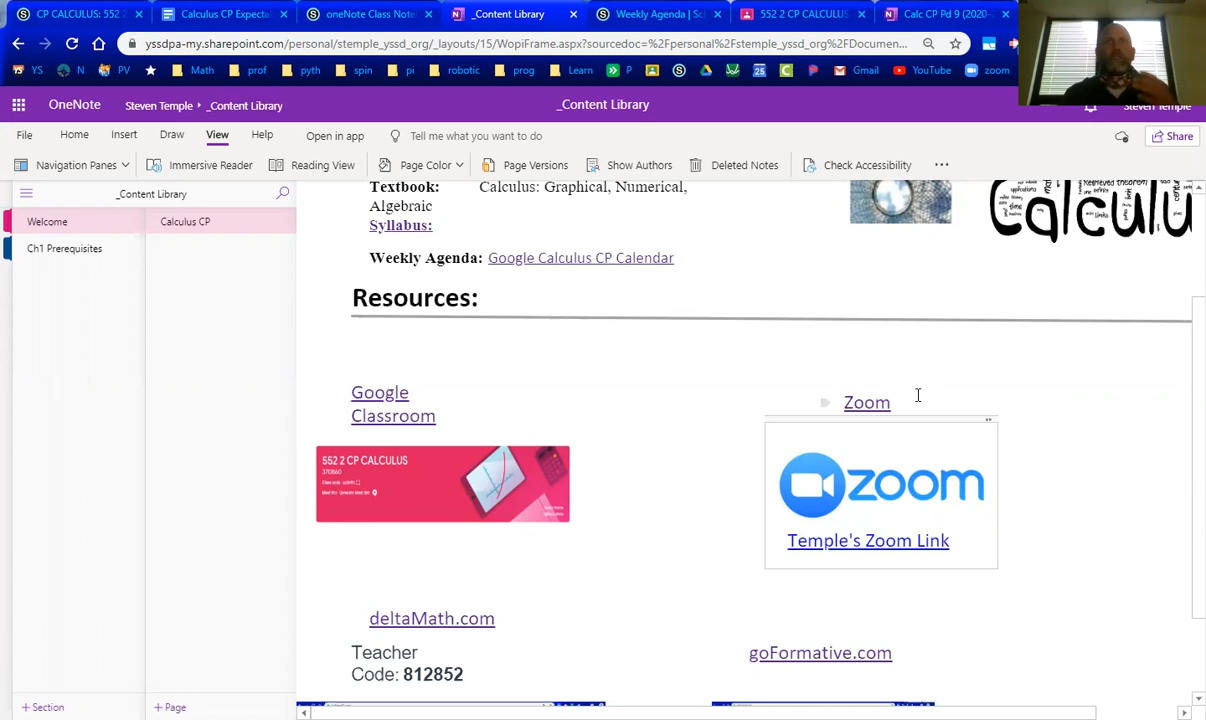 CP CALCULUS: 552 2
Calculus CP Expecta
oneNote Class Note
_Content Library
Weekly Agenda | Sc
552 2 CP CALCULUS
Calc CP Pd 9 (2020-
yssdpa-my.sharepoint.com/personal/stemple_yssd_org/_layouts/15/WopiFrame.aspx?sourcedoc=%2Fpersonal%2Fstemple_yssd_org%2FDocumen...
YS N PV Math prof pyth spin pi robotic prog Learn P Gmail YouTube zoom
OneNote Steven Temple › _Content Library
_Content Library
Steven Temple
File Home Insert Draw View Help Open in app Tell me what you want to do Share
Navigation Panes Immersive Reader Reading View Page Color Page Versions Show Authors Deleted Notes Check Accessibility ...
_Content Library
Welcome
Ch1 Prerequisites
Calculus CP
Textbook: Calculus: Graphical, Numerical,
Algebraic
Syllabus:
Calculu
Weekly Agenda: Google Calculus CP Calendar
Resources:
Google
Classroom
Zoom
552 2 CP CALCULUS
370860
zoom
Temple's Zoom Link
deltaMath.com
Teacher
Code: 812852
goFormative.com
+ Section
+ Page